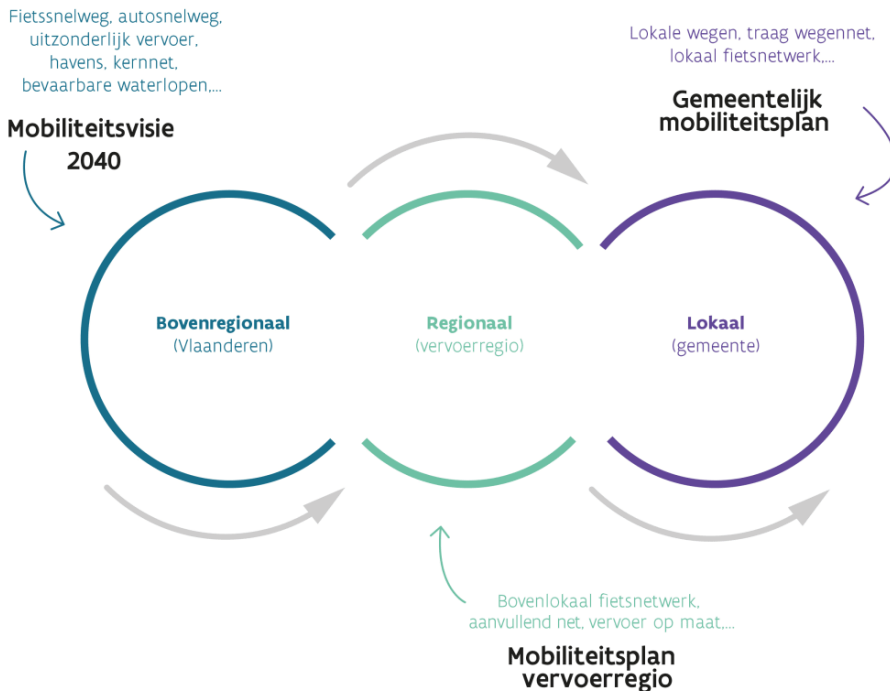 Fietssnelweg, autosnelweg,
uitzonderlijk vervoer,
havens, kernnet,
bevaarbare waterlopen,...
Mobiliteitsvisie
2040
Lokale wegen, traag wegennet,
lokaal fietsnetwerk,...
Gemeentelijk
mobiliteitsplan
Bovenregionaal
(Vlaanderen)
Regionaal
(vervoerregio)
Lokaal
(gemeente)
Bovenlokaal fietsnetwerk,
aanvullend net, vervoer op maat,...
Mobiliteitsplan
vervoerregio